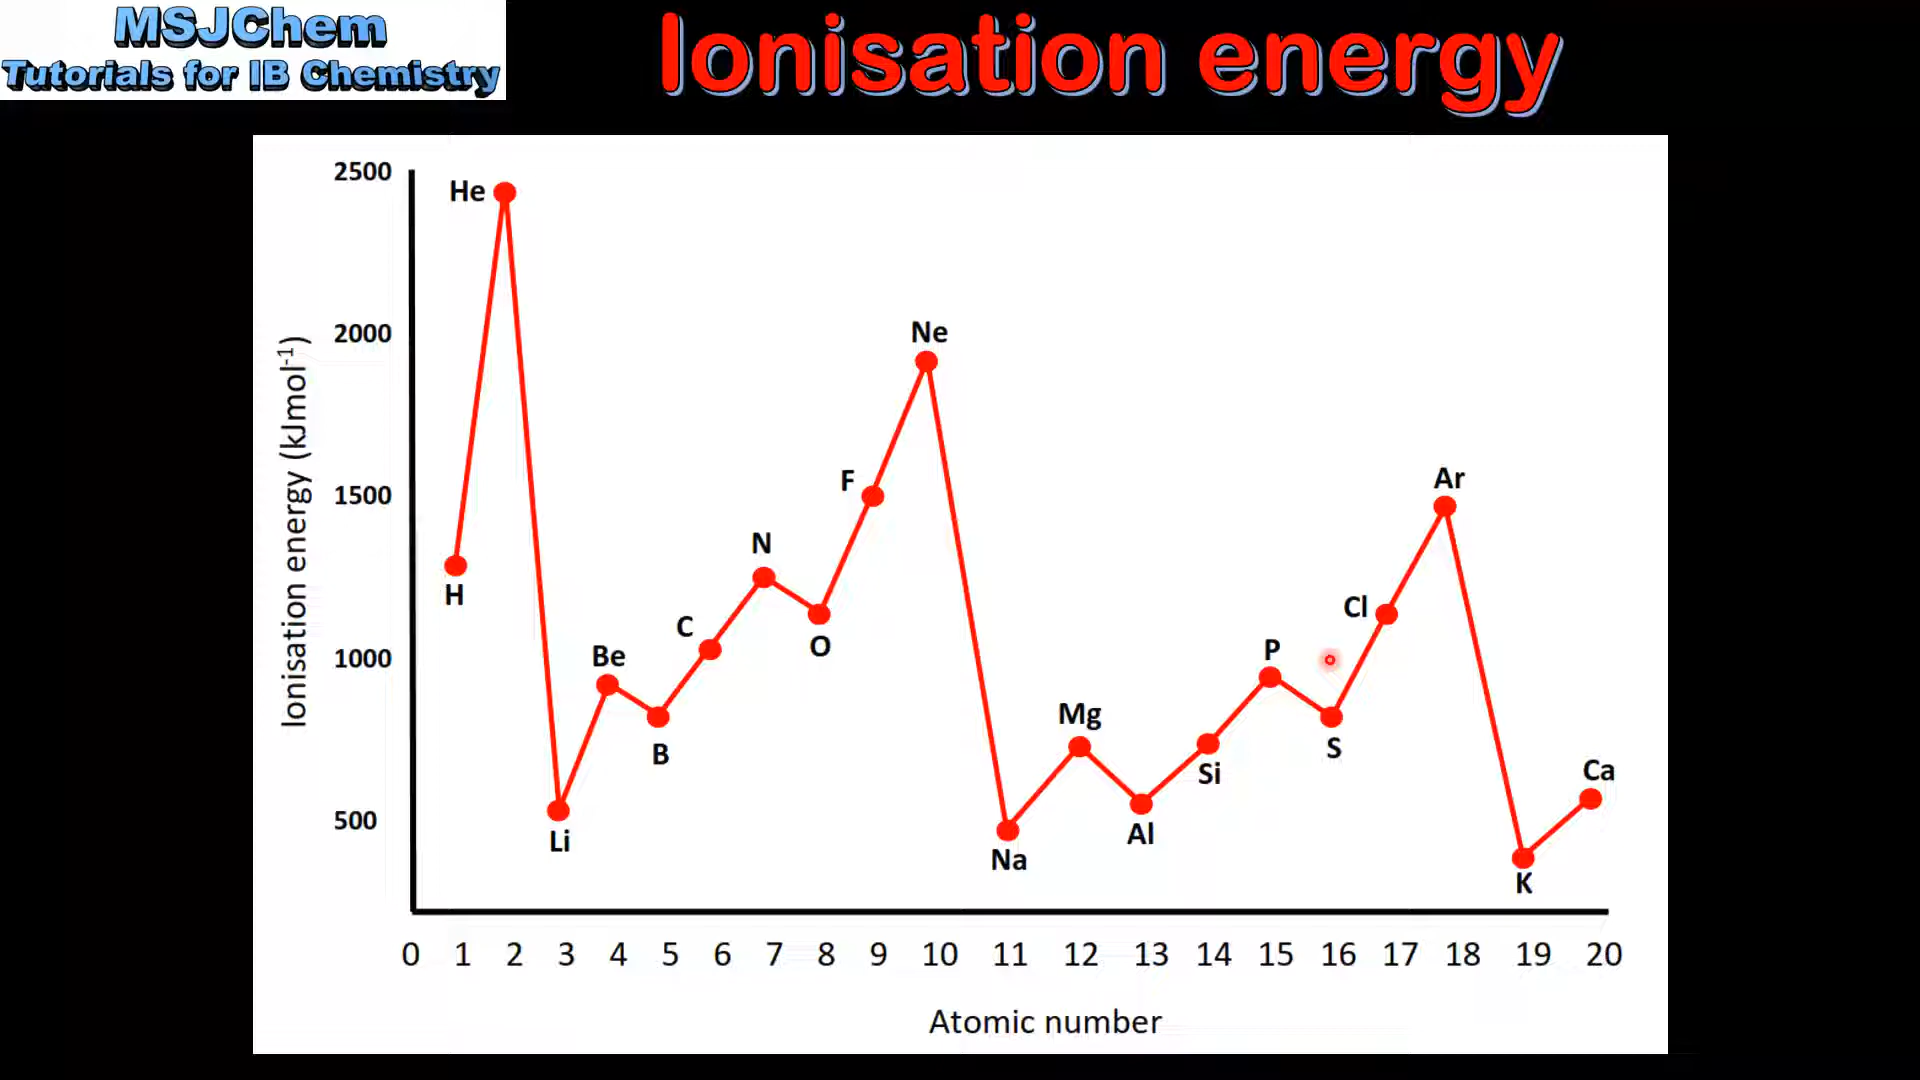 MSJChem
Tutorials for IB Chemistry
Ionisation energy
2500
2000
1500
1000
500
Ionisation energy (kJmol⁻¹)
He
H
Li
Be
B
C
N
O
F
Ne
Na
Mg
Al
Si
P
S
Cl
Ar
K
Ca
0 1 2 3 4 5 6 7 8 9 10 11 12 13 14 15 16 17 18 19 20
Atomic number